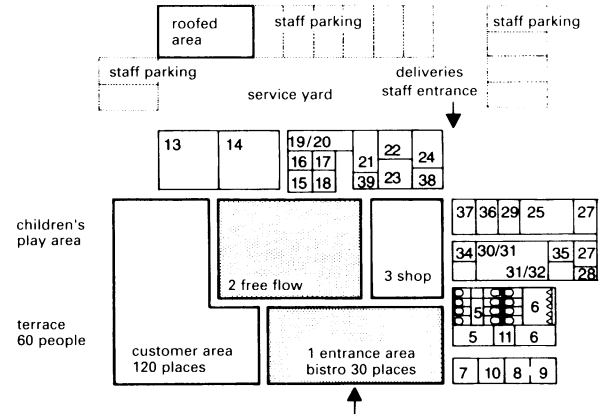 roofed
area
staff parking
staff parking
staff parking
deliveries
staff entrance
service yard
13
14
19/20
16
17
15
18
21
39
22
23
24
38
children's
play area
37
36
29
25
27
34
30/31
31/32
35
27
28
2 free flow
3 shop
terrace
60 people
customer area
120 places
1 entrance area
bistro 30 places
5
6
5
11
6
7
10
8
9